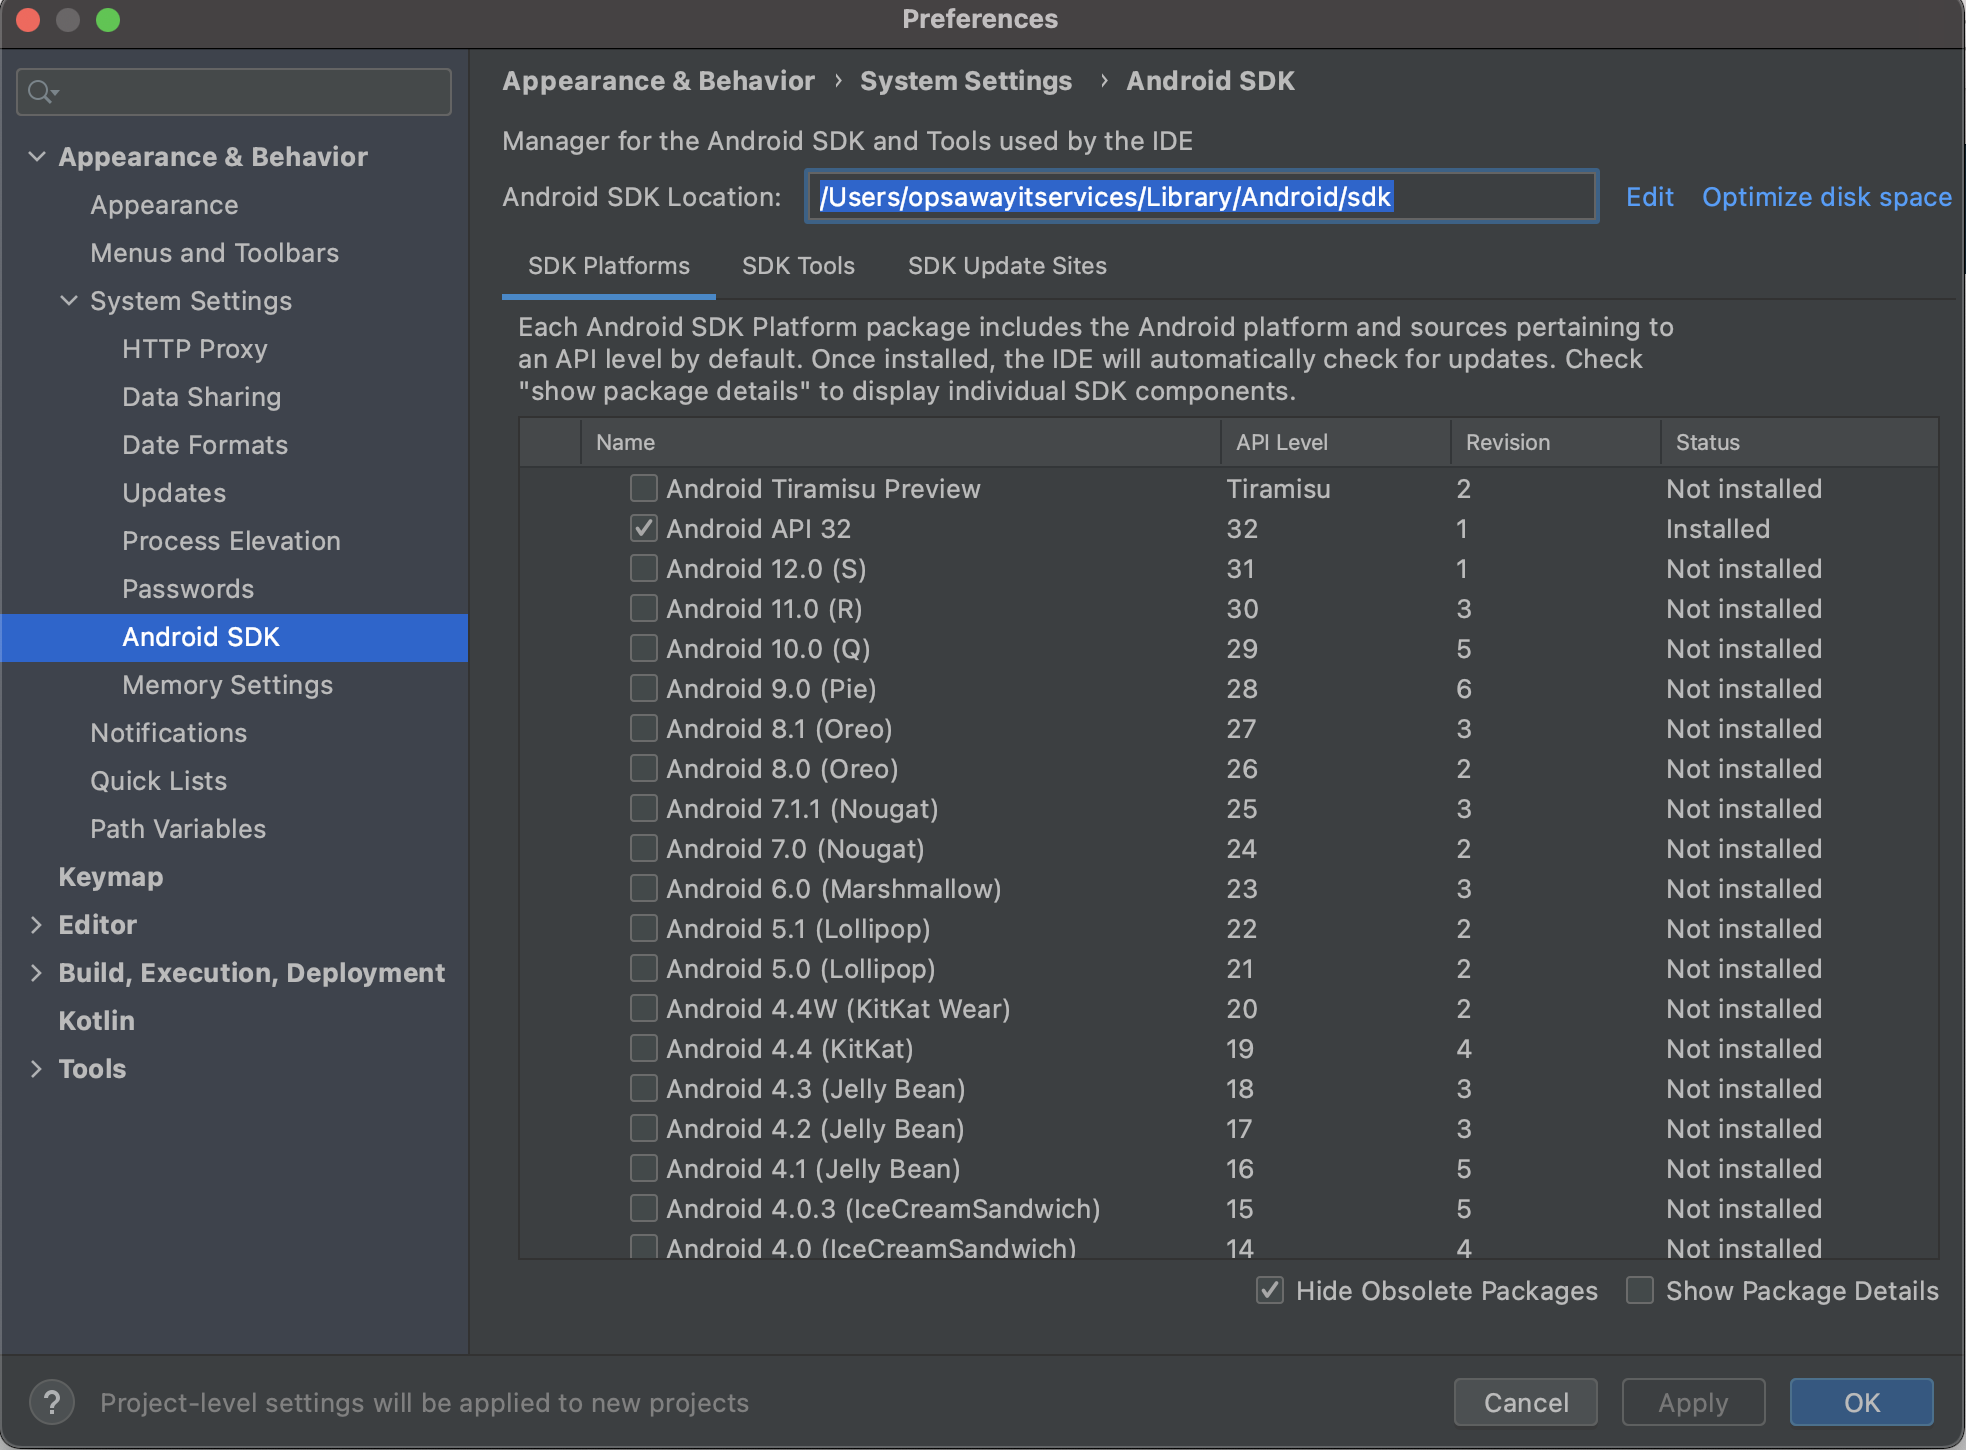 Preferences
Appearance & Behavior
Appearance
Menus and Toolbars
System Settings
HTTP Proxy
Data Sharing
Date Formats
Updates
Process Elevation
Passwords
Android SDK
Memory Settings
Notifications
Quick Lists
Path Variables
Keymap
Editor
Build, Execution, Deployment
Kotlin
Tools
Appearance & Behavior › System Settings › Android SDK
Manager for the Android SDK and Tools used by the IDE
Android SDK Location: /Users/opsawayitservices/Library/Android/sdk Edit Optimize disk space
SDK Platforms SDK Tools SDK Update Sites
Each Android SDK Platform package includes the Android platform and sources pertaining to
an API level by default. Once installed, the IDE will automatically check for updates. Check
"show package details" to display individual SDK components.
Name API Level Revision Status
Android Tiramisu Preview Tiramisu 2 Not installed
Android API 32 32 1 Installed
Android 12.0 (S) 31 1 Not installed
Android 11.0 (R) 30 3 Not installed
Android 10.0 (Q) 29 5 Not installed
Android 9.0 (Pie) 28 6 Not installed
Android 8.1 (Oreo) 27 3 Not installed
Android 8.0 (Oreo) 26 2 Not installed
Android 7.1.1 (Nougat) 25 3 Not installed
Android 7.0 (Nougat) 24 2 Not installed
Android 6.0 (Marshmallow) 23 3 Not installed
Android 5.1 (Lollipop) 22 2 Not installed
Android 5.0 (Lollipop) 21 2 Not installed
Android 4.4W (KitKat Wear) 20 2 Not installed
Android 4.4 (KitKat) 19 4 Not installed
Android 4.3 (Jelly Bean) 18 3 Not installed
Android 4.2 (Jelly Bean) 17 3 Not installed
Android 4.1 (Jelly Bean) 16 5 Not installed
Android 4.0.3 (IceCreamSandwich) 15 5 Not installed
Android 4.0 (IceCreamSandwich) 14 4 Not installed
Hide Obsolete Packages Show Package Details
? Project-level settings will be applied to new projects Cancel Apply OK